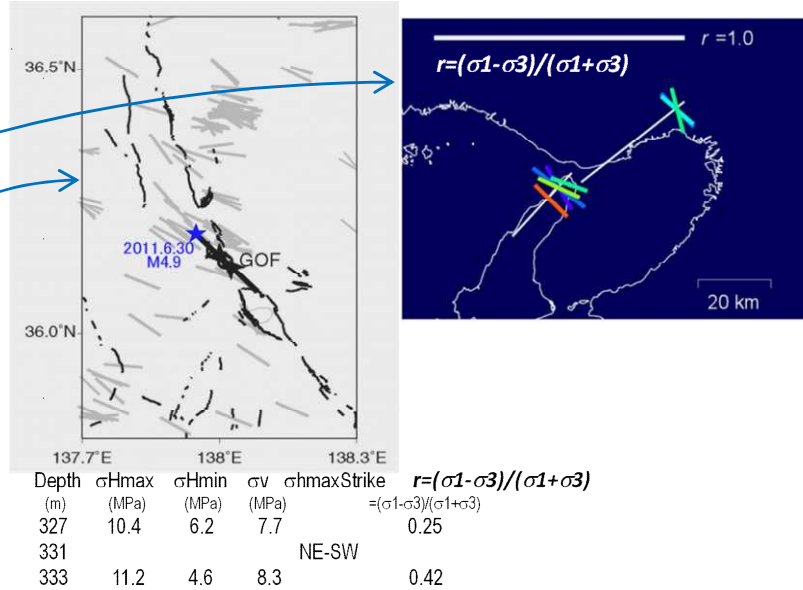 36.5°N
2011.6.30
M4.9
GOF
36.0°N
137.7°E
138°E
138.3°E
r =1.0
r=(σ1-σ3)/(σ1+σ3)
20 km
Depth σHmax σHmin σv σhmaxStrike r=(σ1-σ3)/(σ1+σ3)
(m) (MPa) (MPa) (MPa) =(σ1-σ3)/(σ1+σ3)
327 10.4 6.2 7.7 0.25
331 NE-SW
333 11.2 4.6 8.3 0.42